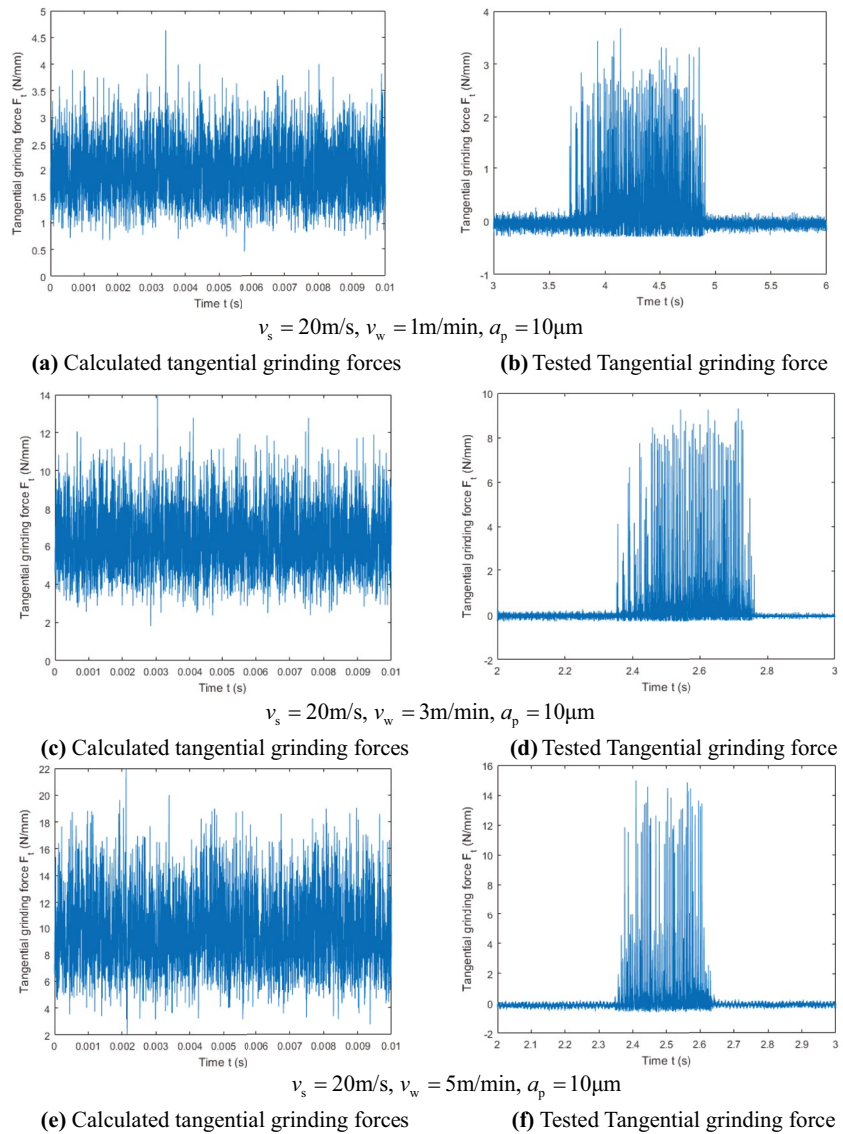 5
4.5
4
3.5
3
2.5
2
1.5
1
0.5
0
Tangential grinding force F_t (N/mm)
0 0.001 0.002 0.003 0.004 0.005 0.006 0.007 0.008 0.009 0.01
Time t (s)
4
3
2
1
0
-1
Tangential grinding force F_t (N/mm)
3 3.5 4 4.5 5 5.5 6
Tme t (s)
v_s = 20m/s, v_w = 1m/min, a_p = 10μm
(a) Calculated tangential grinding forces
(b) Tested Tangential grinding force
14
12
10
8
6
4
2
0
Tangential grinding force F_t (N/mm)
0 0.001 0.002 0.003 0.004 0.005 0.006 0.007 0.008 0.009 0.01
Time t (s)
10
8
6
4
2
0
-2
Tangential grinding force F_t (N/mm)
2 2.2 2.4 2.6 2.8 3
Time t (s)
v_s = 20m/s, v_w = 3m/min, a_p = 10μm
(c) Calculated tangential grinding forces
(d) Tested Tangential grinding force
22
20
18
16
14
12
10
8
6
4
2
Tangential grinding force F_t (N/mm)
0 0.001 0.002 0.003 0.004 0.005 0.006 0.007 0.008 0.009 0.01
Time t (s)
16
14
12
10
8
6
4
2
0
-2
Tangential grinding force F_t (N/mm)
2 2.1 2.2 2.3 2.4 2.5 2.6 2.7 2.8 2.9 3
Time t (s)
v_s = 20m/s, v_w = 5m/min, a_p = 10μm
(e) Calculated tangential grinding forces
(f) Tested Tangential grinding force